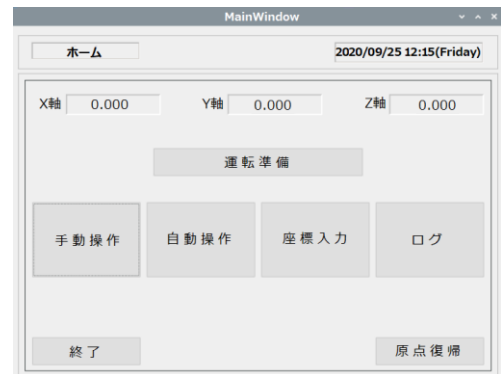 MainWindow
ホーム 2020/09/25 12:15(Friday)
X軸 0.000 Y軸 0.000 Z軸 0.000
運転準備
手動操作 自動操作 座標入力 ログ
終了 原点復帰